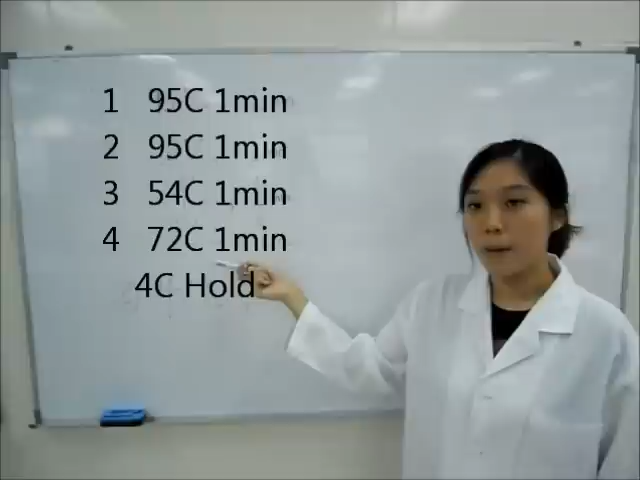 1 95C 1min
2 95C 1min
3 54C 1min
4 72C 1min
4C Hold